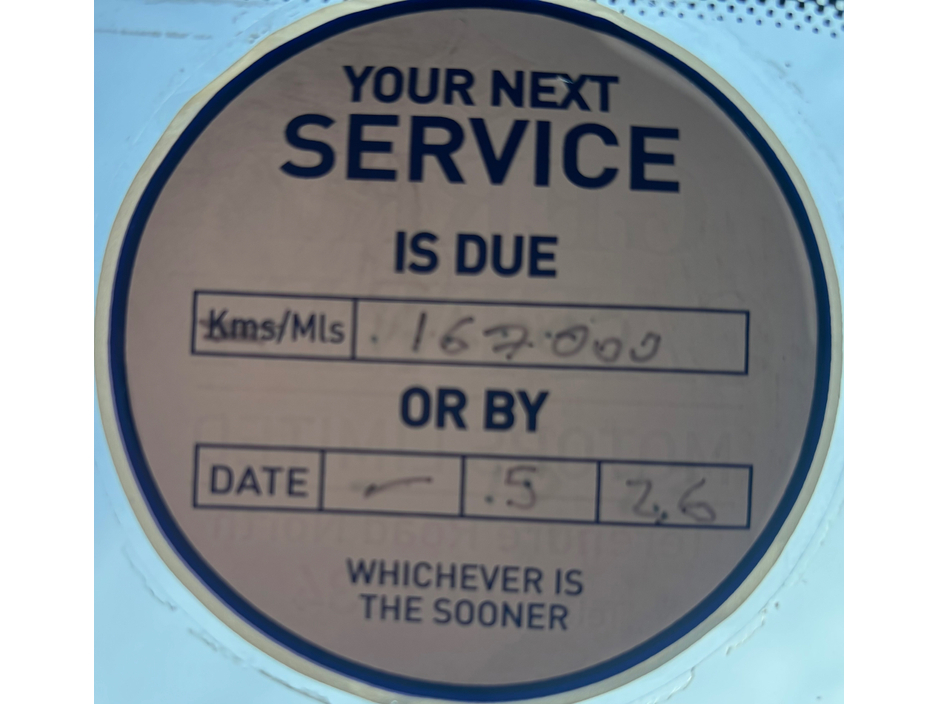 YOUR NEXT
SERVICE
IS DUE
Kms/Mls 167.000
OR BY
DATE – .5 26
WHICHEVER IS
THE SOONER